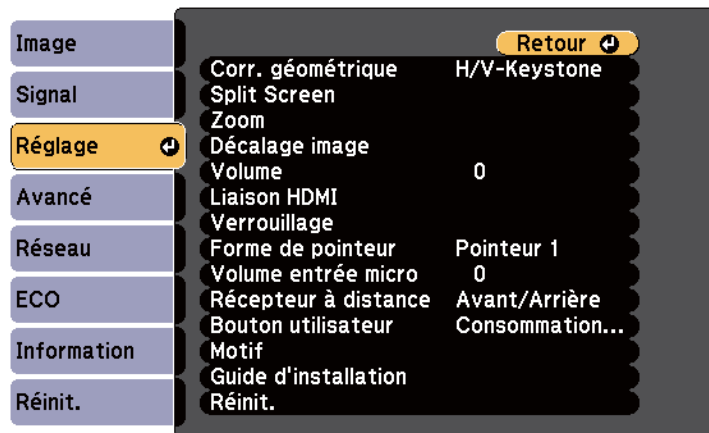 Image
Signal
Réglage
Avancé
Réseau
ECO
Information
Réinit.
Retour
Corr. géométrique H/V-Keystone
Split Screen
Zoom
Décalage image
Volume 0
Liaison HDMI
Verrouillage
Forme de pointeur Pointeur 1
Volume entrée micro 0
Récepteur à distance Avant/Arrière
Bouton utilisateur Consommation...
Motif
Guide d'installation
Réinit.